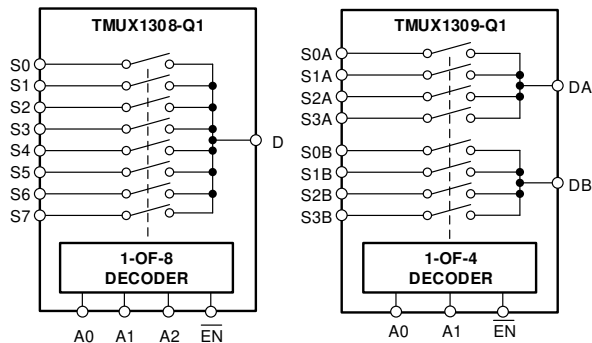 TMUX1308-Q1
S0
S1
S2
S3
S4
S5
S6
S7
D
1-OF-8
DECODER
A0 A1 A2 EN
TMUX1309-Q1
S0A
S1A
S2A
S3A
S0B
S1B
S2B
S3B
DA
DB
1-OF-4
DECODER
A0 A1 EN